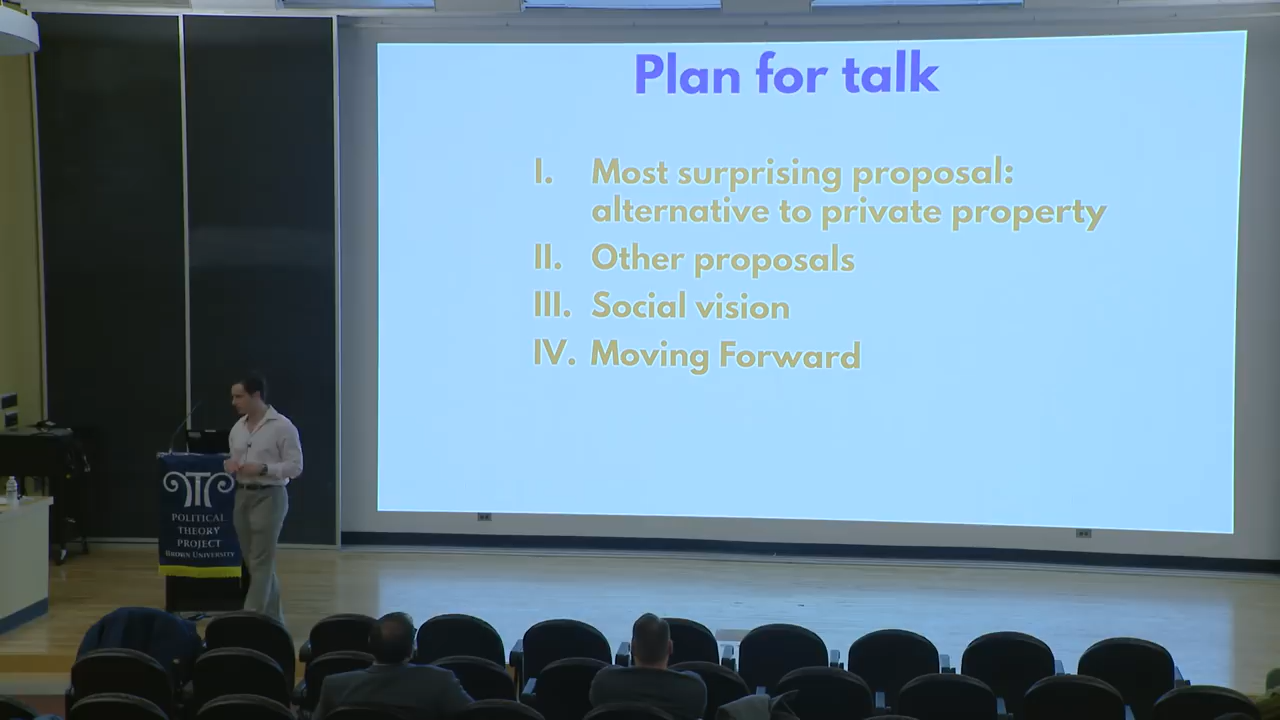 Plan for talk
I. Most surprising proposal:
alternative to private property
II. Other proposals
III. Social vision
IV. Moving Forward
POLITICAL
THEORY
PROJECT
BROWN UNIVERSITY